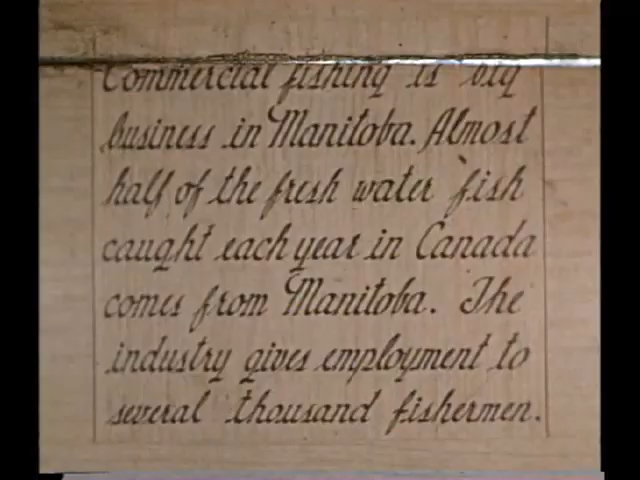 Commercial fishing is big
business in Manitoba. Almost
half of the fresh water fish
caught each year in Canada
comes from Manitoba. The
industry gives employment to
several thousand fishermen.